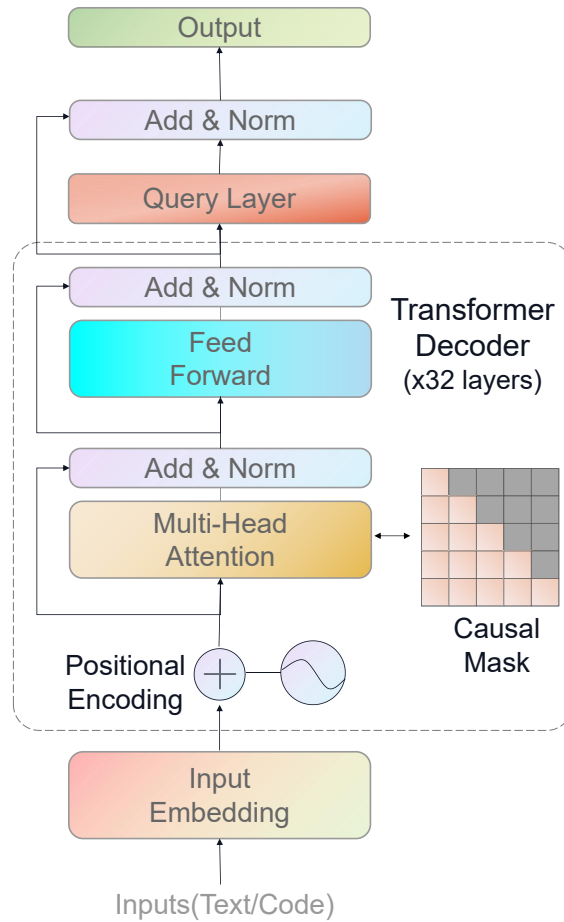 Output
Add & Norm
Query Layer
Add & Norm
Transformer
Decoder
(x32 layers)
Feed
Forward
Add & Norm
Multi-Head
Attention
Causal
Mask
Positional
Encoding
Input
Embedding
Inputs(Text/Code)